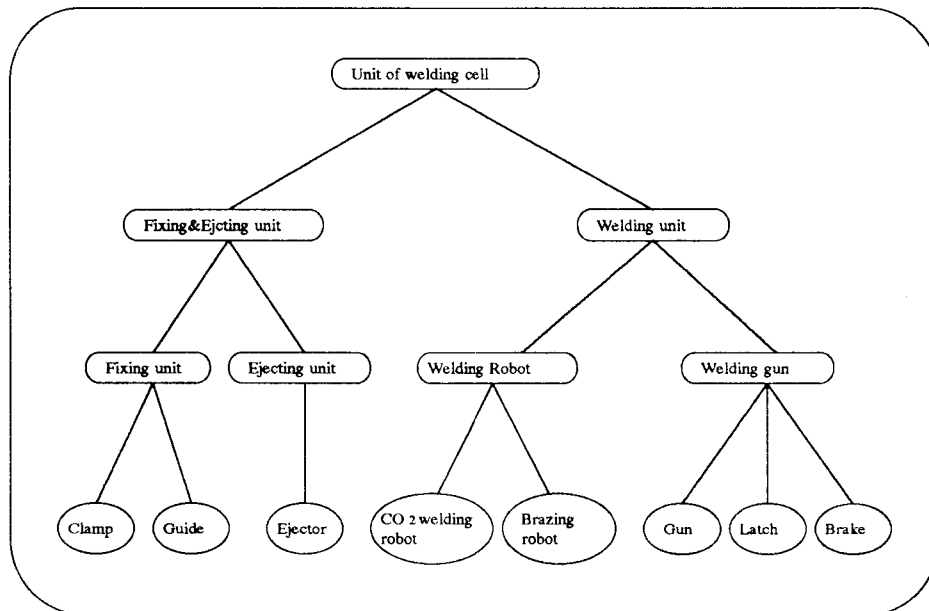 Unit of welding cell
Fixing&Ejcting unit
Welding unit
Fixing unit
Ejecting unit
Welding Robot
Welding gun
Clamp
Guide
Ejector
CO 2 welding
robot
Brazing
robot
Gun
Latch
Brake